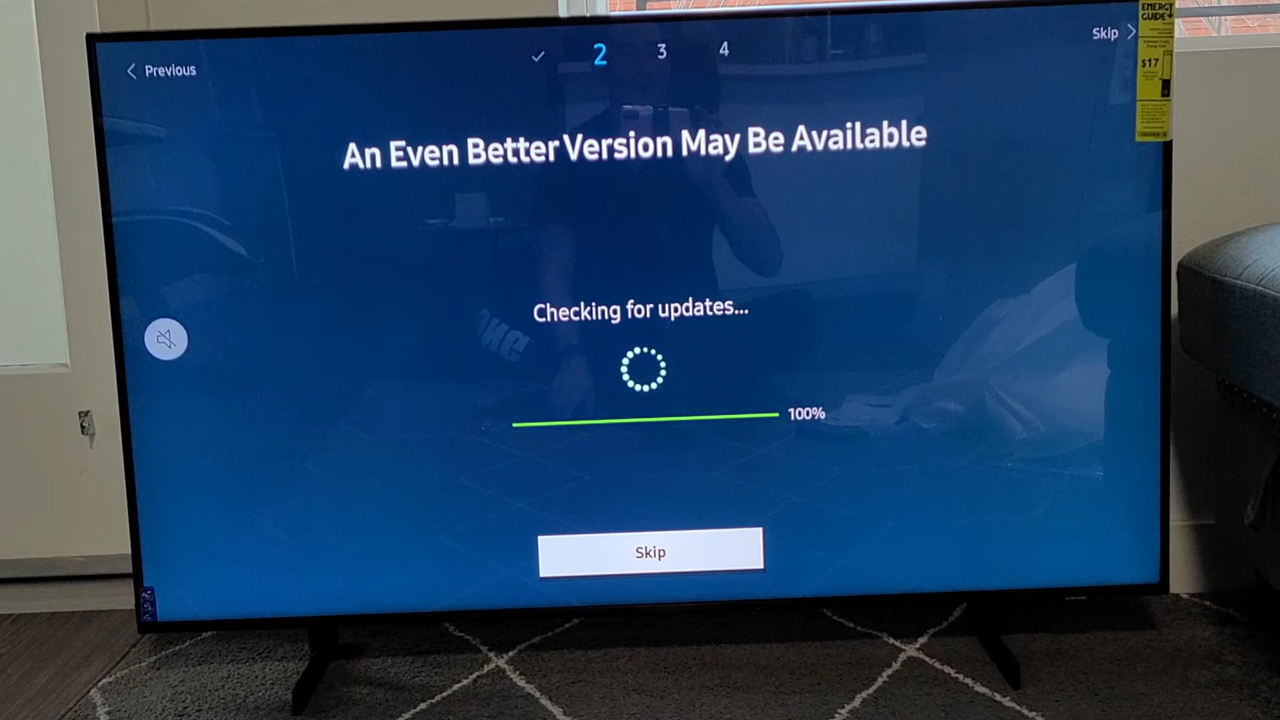 Previous
✓ 2 3 4
Skip
ENERGY
GUIDE
$17
An Even Better Version May Be Available
Checking for updates...
100%
Skip
SAMSUNG